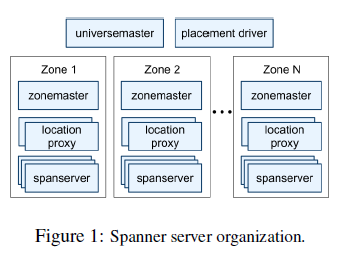 universemaster placement driver
Zone 1 Zone 2 Zone N
zonemaster zonemaster zonemaster
...
location proxy location proxy location proxy
spanserver spanserver spanserver
Figure 1: Spanner server organization.